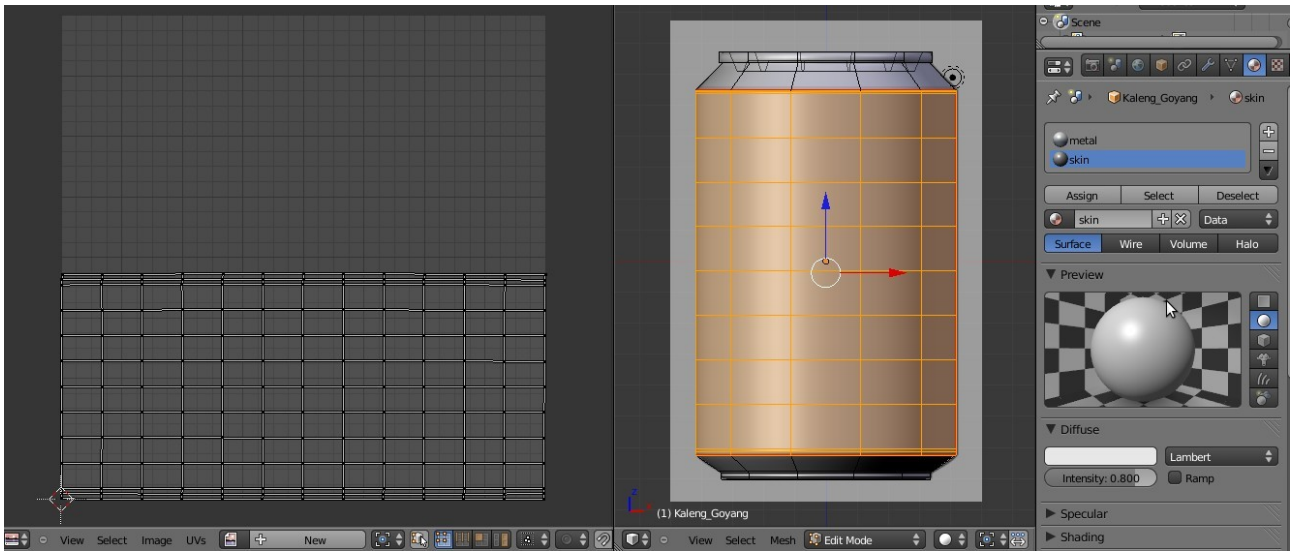 Scene
Kaleng_Goyang
skin
metal
skin
Assign
Select
Deselect
skin
Data
Surface
Wire
Volume
Halo
Preview
Diffuse
Lambert
Intensity: 0.800
Ramp
Specular
Shading
(1) Kaleng_Goyang
z
View
Select
Image
UVs
New
View
Select
Mesh
Edit Mode